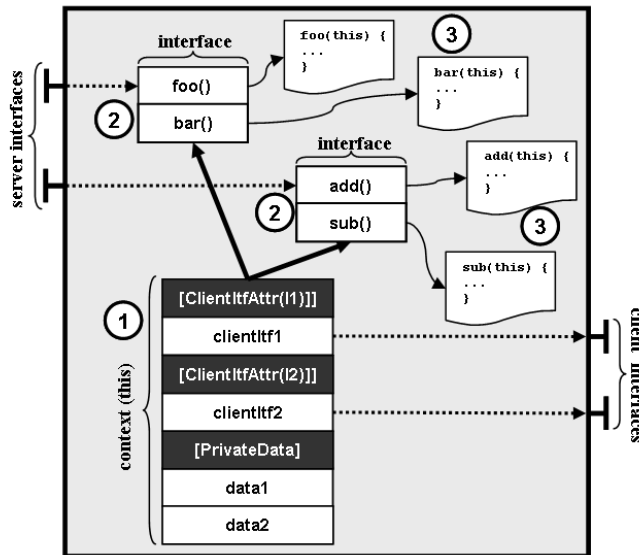 interface
foo()
bar()
2
foo(this) {
...
}
3
bar(this) {
...
}
server interfaces
interface
add()
sub()
2
add(this) {
...
}
3
sub(this) {
...
}
1
context (this)
[ClientItfAttr(I1)]]
clientItf1
[ClientItfAttr(I2)]]
clientItf2
[PrivateData]
data1
data2
client interfaces